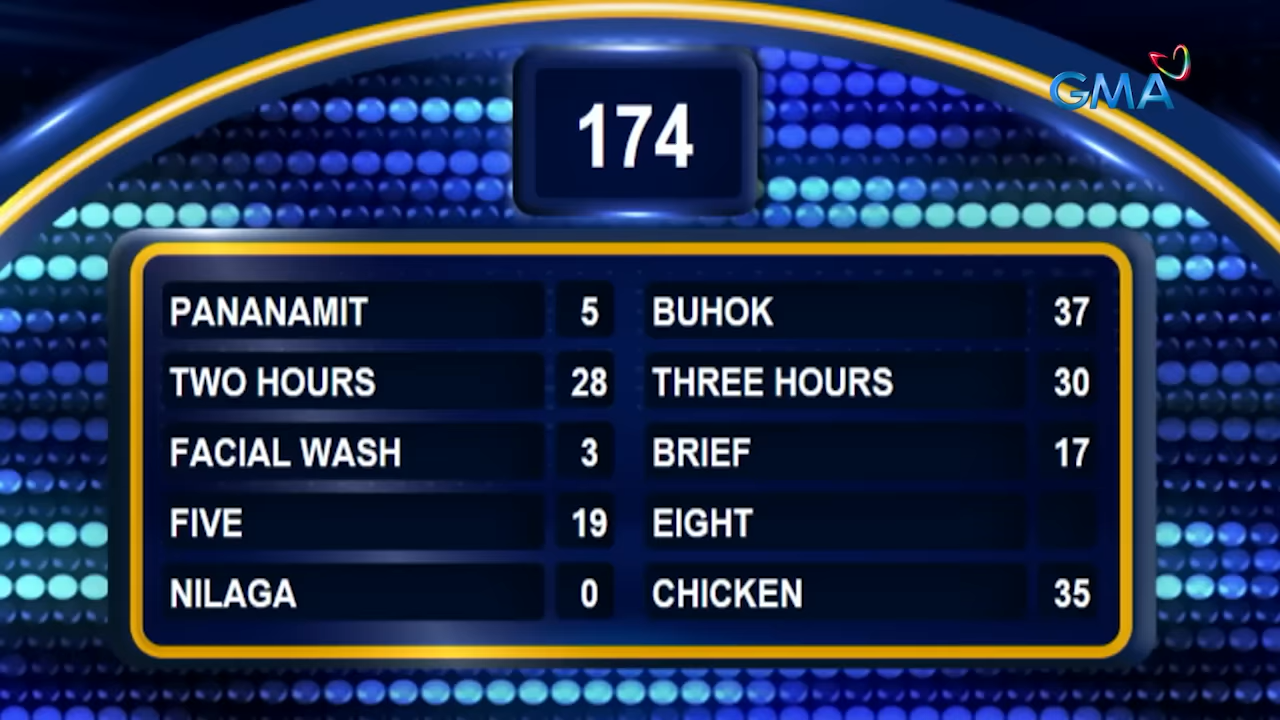 GMA
174
PANANAMIT 5 BUHOK 37
TWO HOURS 28 THREE HOURS 30
FACIAL WASH 3 BRIEF 17
FIVE 19 EIGHT
NILAGA 0 CHICKEN 35